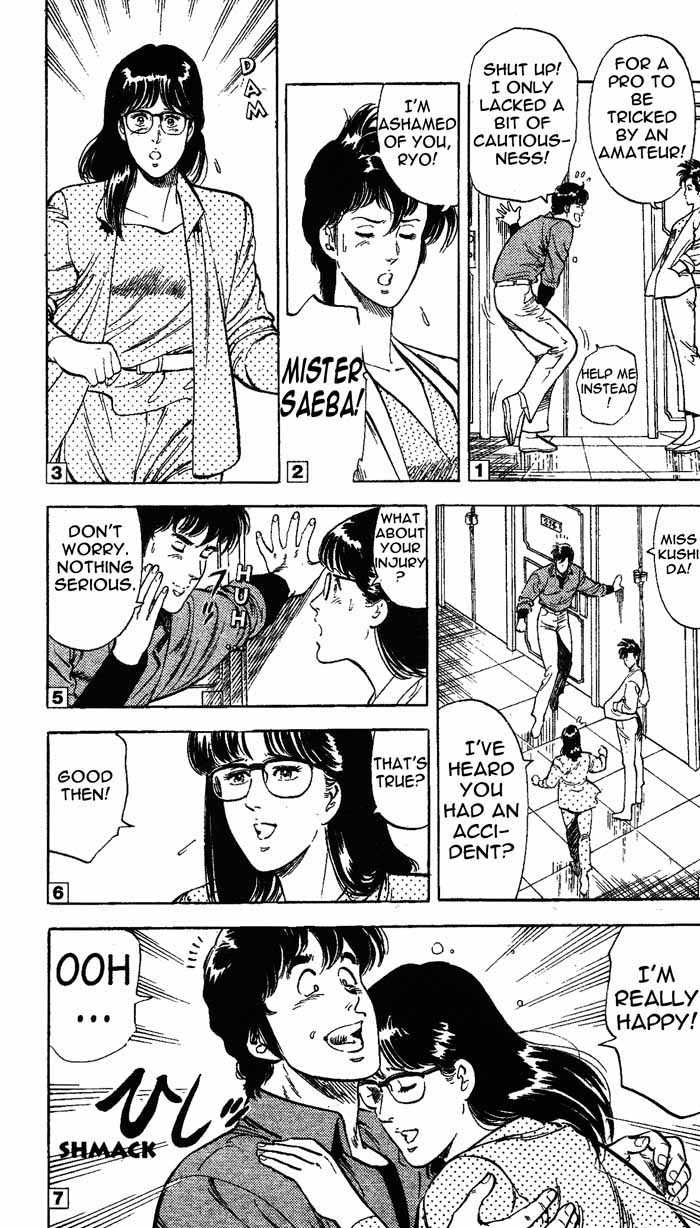 FOR A
PRO TO
BE
TRICKED
BY AN
AMATEUR!
SHUT UP!
I ONLY
LACKED A
BIT OF
CAUTIOUS-
NESS!
HELP ME
INSTEAD
!
1
I'M
ASHAMED
OF YOU,
RYO!
MISTER
SAEBA!
2
DAM
3
MISS
KUSHI
DA!
I'VE
HEARD
YOU
HAD AN
ACCI-
DENT?
WHAT
ABOUT
YOUR
INJURY
?
HUH...
DON'T
WORRY.
NOTHING
SERIOUS.
5
THAT'S
TRUE?
GOOD
THEN!
6
I'M
REALLY
HAPPY!
OOH
...
ひし
SHMACK
7